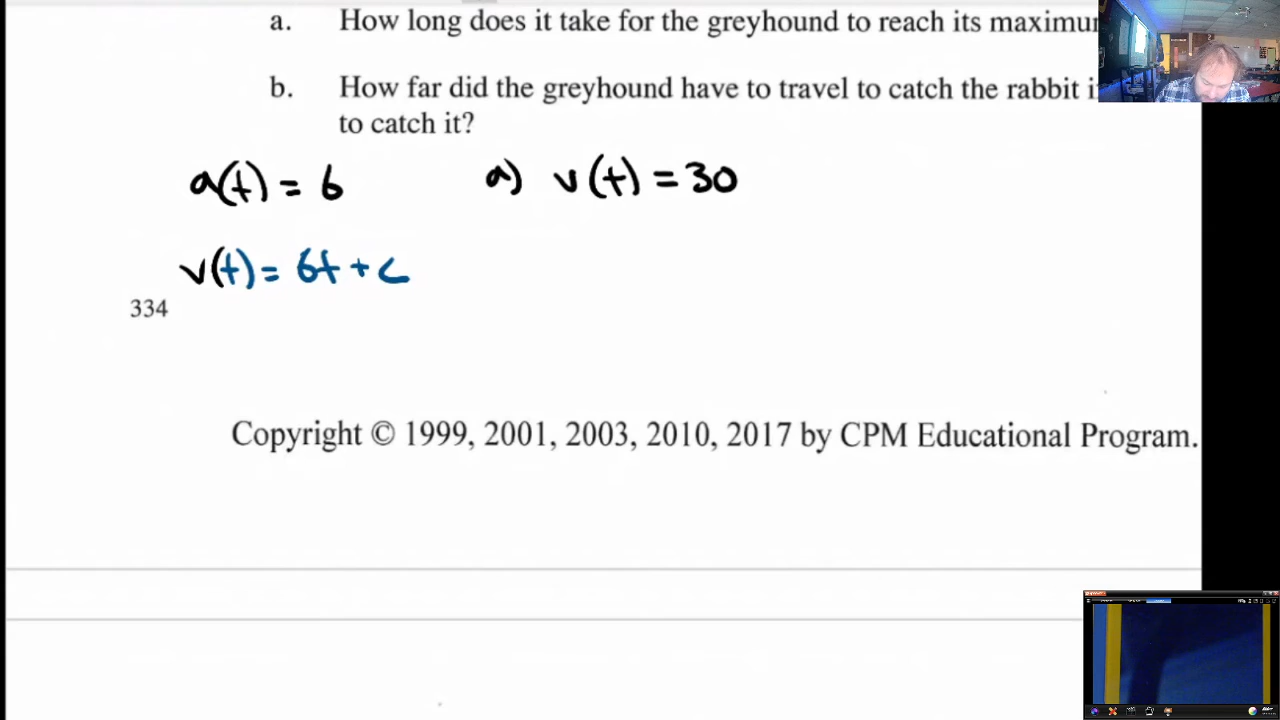 a. How long does it take for the greyhound to reach its maximu
b. How far did the greyhound have to travel to catch the rabbit i
to catch it?
a(t) = 6
a) v(t) = 30
v(t) = 6t + c
334
Copyright © 1999, 2001, 2003, 2010, 2017 by CPM Educational Program.